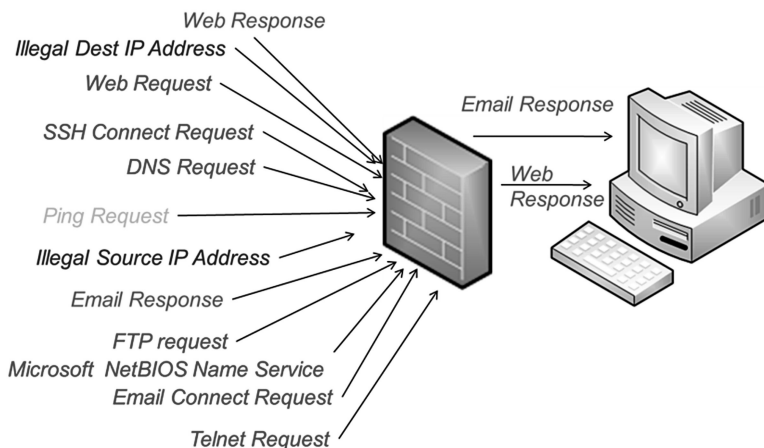 Web Response
Illegal Dest IP Address
Web Request
SSH Connect Request
DNS Request
Ping Request
Illegal Source IP Address
Email Response
FTP request
Microsoft NetBIOS Name Service
Email Connect Request
Telnet Request
Email Response
Web
Response